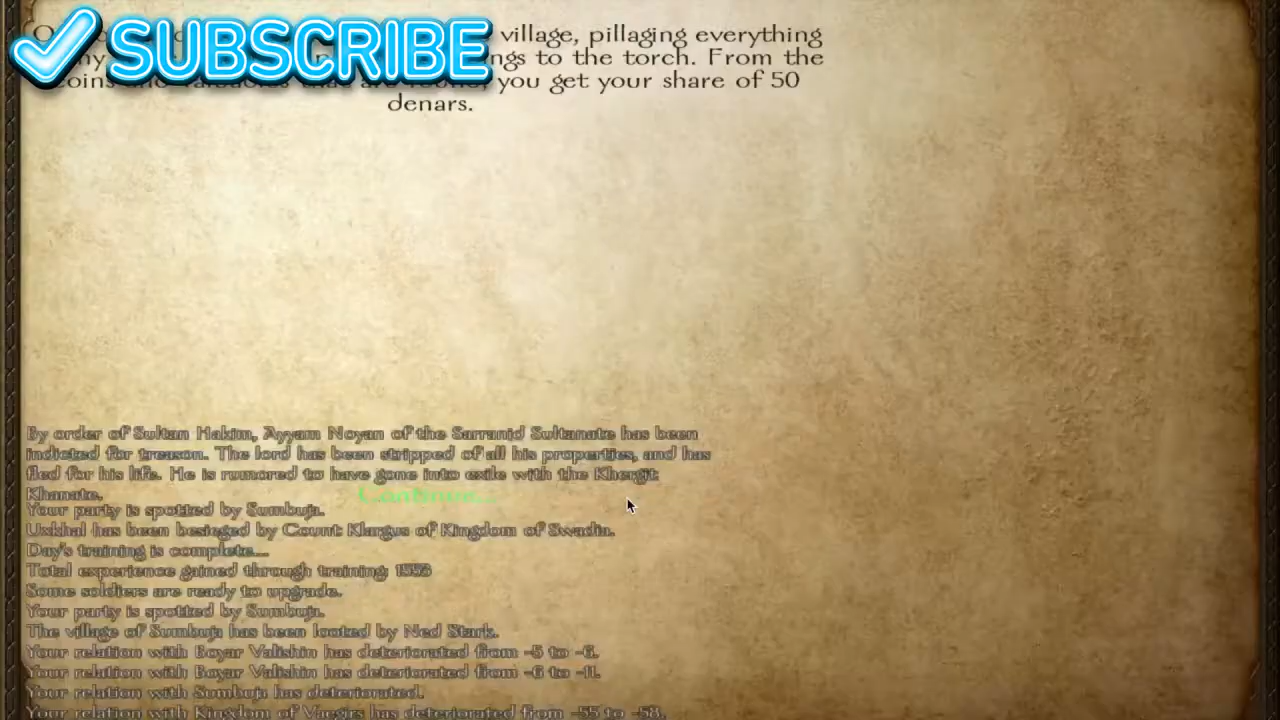 SUBSCRIBE
village, pillaging everything
ngs to the torch. From the
you get your share of 50
denars.
By order of Sultan Hakim, Ayyam Noyan of the Sarranid Sultanate has been
indicted for treason. The lord has been stripped of all his properties, and has
fled for his life. He is rumored to have gone into exile with the Khergit
Khanate.
Continue...
Your party is spotted by Sumbuja.
Uxkhal has been besieged by Count Klargus of Kingdom of Swadia.
Day's training is complete...
Total experience gained through training: 1553
Some soldiers are ready to upgrade.
Your party is spotted by Sumbuja.
The village of Sumbuja has been looted by Ned Stark.
Your relation with Boyar Valishin has deteriorated from -5 to -6.
Your relation with Boyar Valishin has deteriorated from -6 to -11.
Your relation with Sumbuja has deteriorated.
Your relation with Kingdom of Vaegirs has deteriorated from -55 to -58.